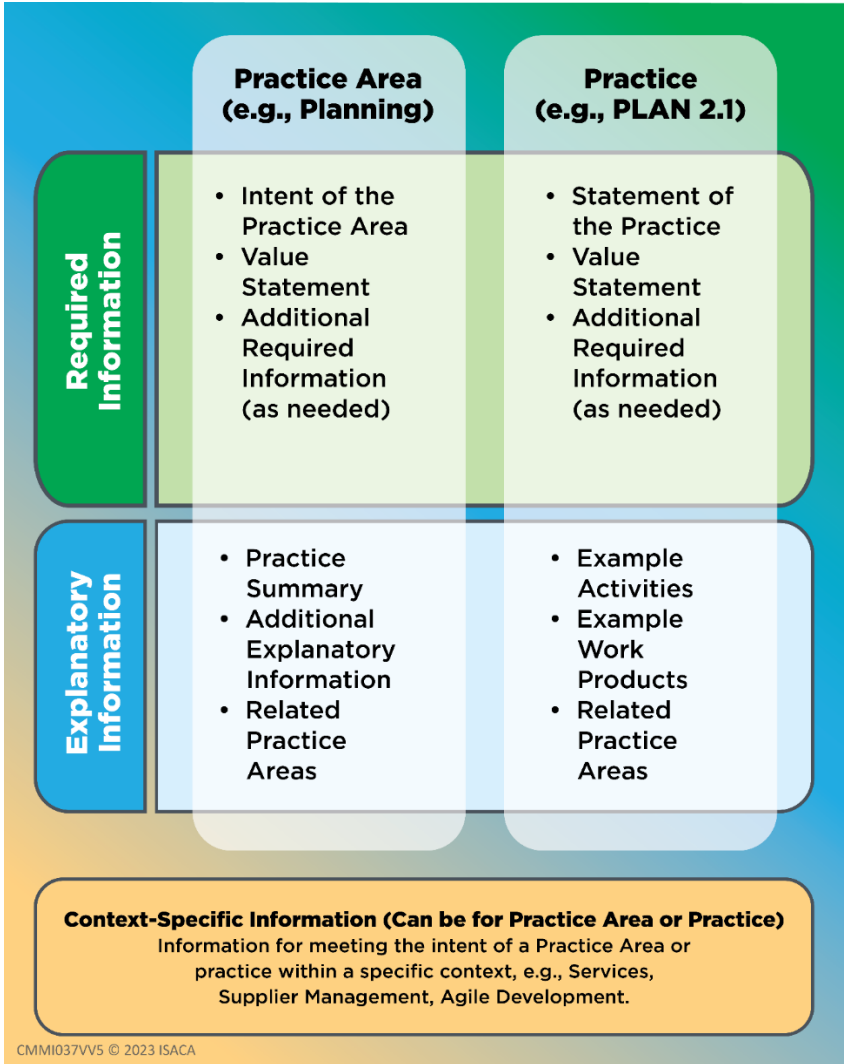 Practice Area
(e.g., Planning)
Practice
(e.g., PLAN 2.1)
Required
Information
• Intent of the
Practice Area
• Value
Statement
• Additional
Required
Information
(as needed)
• Statement of
the Practice
• Value
Statement
• Additional
Required
Information
(as needed)
Explanatory
Information
• Practice
Summary
• Additional
Explanatory
Information
• Related
Practice
Areas
• Example
Activities
• Example
Work
Products
• Related
Practice
Areas
Context-Specific Information (Can be for Practice Area or Practice)
Information for meeting the intent of a Practice Area or
practice within a specific context, e.g., Services,
Supplier Management, Agile Development.
CMMI037VV5 © 2023 ISACA